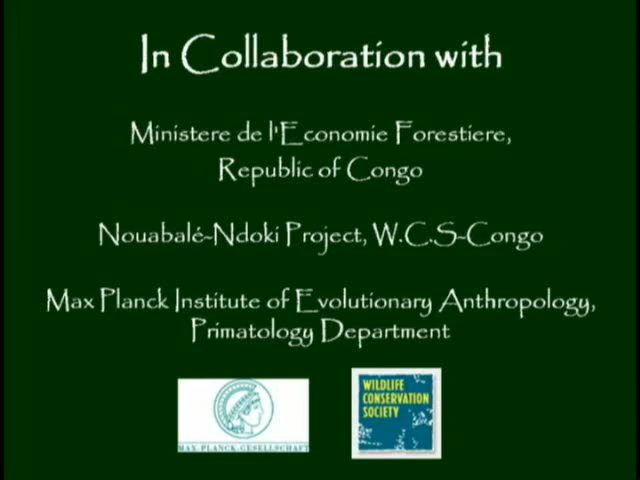 In Collaboration with
Ministere de l'Economie Forestiere,
Republic of Congo
Nouabalé-Ndoki Project, W.C.S-Congo
Max Planck Institute of Evolutionary Anthropology,
Primatology Department
MAX-PLANCK-GESELLSCHAFT
WILDLIFE
CONSERVATION
SOCIETY